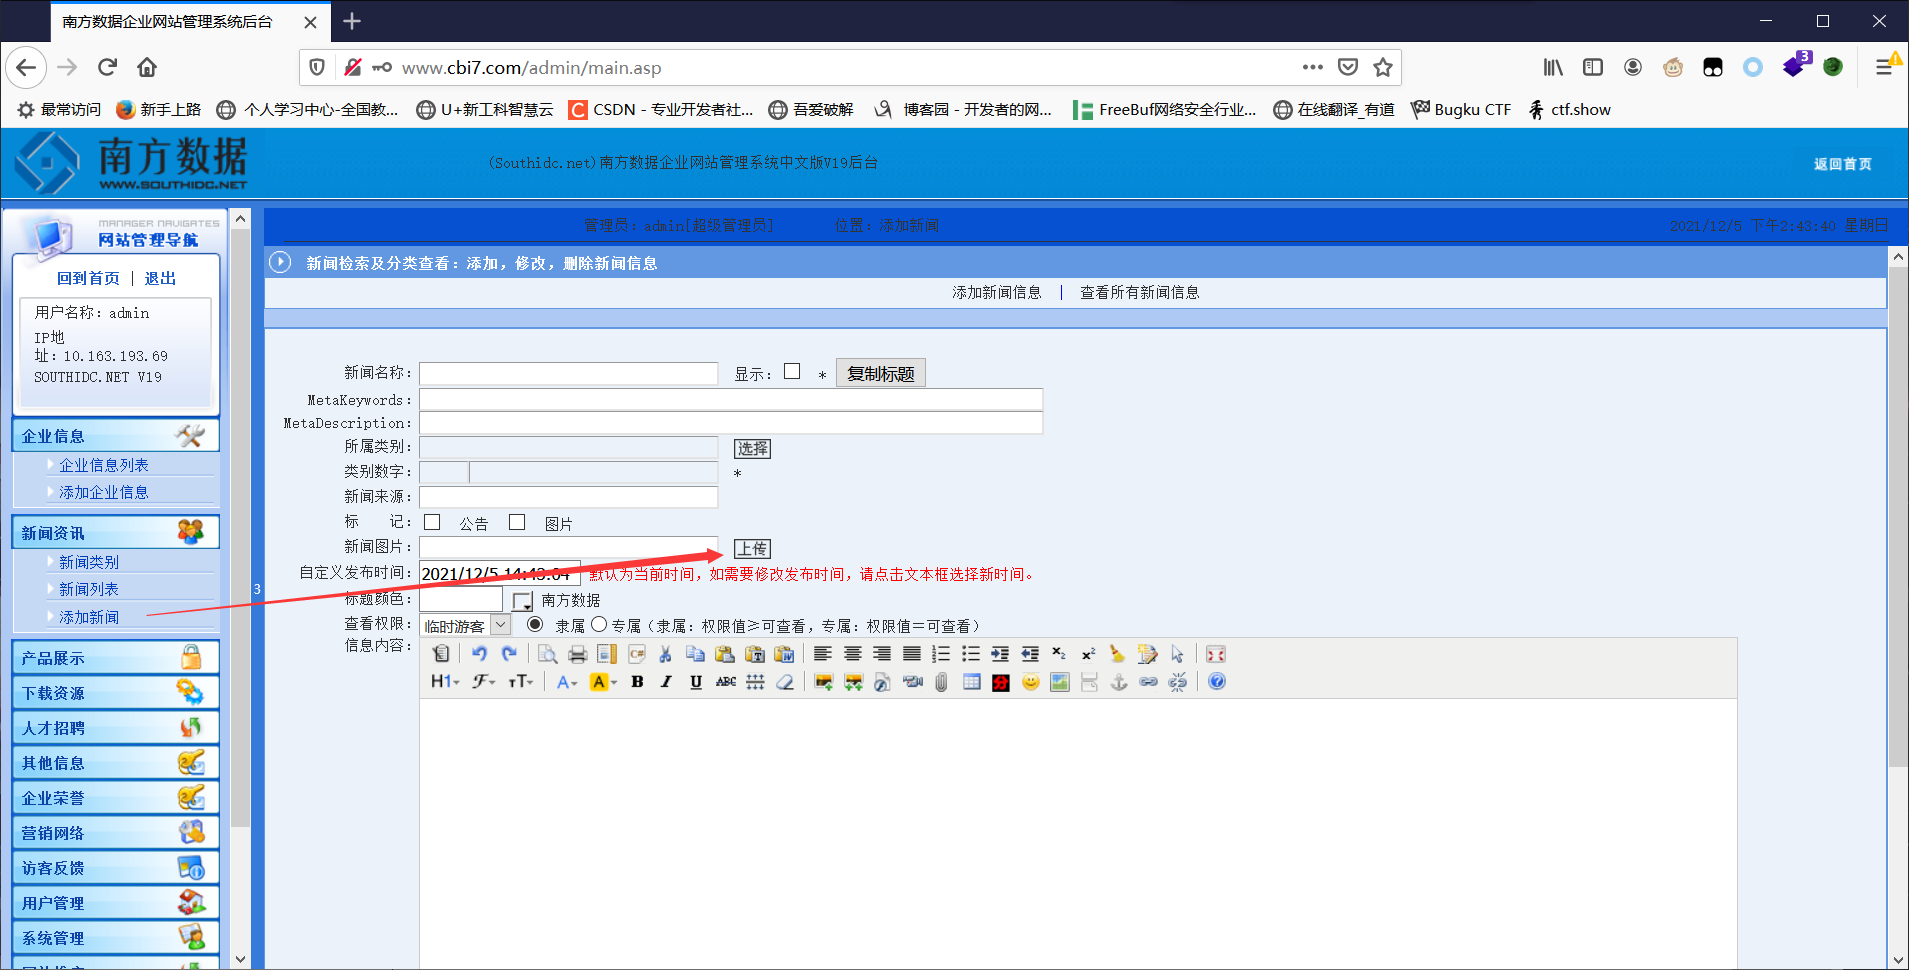 南方数据企业网站管理系统后台
www.cbi7.com/admin/main.asp
3
最常访问 新手上路 个人学习中心-全国教... U+新工科智慧云 CSDN - 专业开发者社... 吾爱破解 博客园 - 开发者的网... FreeBuf网络安全行业... 在线翻译_有道 Bugku CTF ctf.show
南方数据
WWW.SOUTHIDC.NET
(Southidc.net)南方数据企业网站管理系统中文版V19后台
返回首页
MANAGER NAVIGATES
网站管理导航
回到首页 | 退出
用户名称：admin
IP地
址：10.163.193.69
SOUTHIDC.NET V19
企业信息
企业信息列表
添加企业信息
新闻资讯
新闻类别
新闻列表
添加新闻
产品展示
下载资源
人才招聘
其他信息
企业荣誉
营销网络
访客反馈
用户管理
系统管理
3
管理员：admin[超级管理员] 位置：添加新闻 2021/12/5 下午2:43:40 星期日
新闻检索及分类查看：添加，修改，删除新闻信息
添加新闻信息 | 查看所有新闻信息
新闻名称： 显示： * 复制标题
MetaKeywords：
MetaDescription：
所属类别： 选择
类别数字： *
新闻来源：
标 记： 公告 图片
新闻图片： 上传
自定义发布时间： 2021/12/5 14:43:04 默认为当前时间，如需要修改发布时间，请点击文本框选择新时间。
标题颜色： 南方数据
查看权限： 临时游客 隶属 专属（隶属：权限值≥可查看，专属：权限值＝可查看）
信息内容：
H1 F TT A A B I U ABC